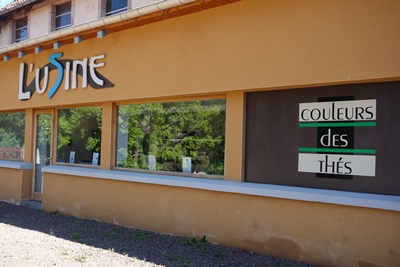 L'uSiNE
COULEURS
des
THÉS